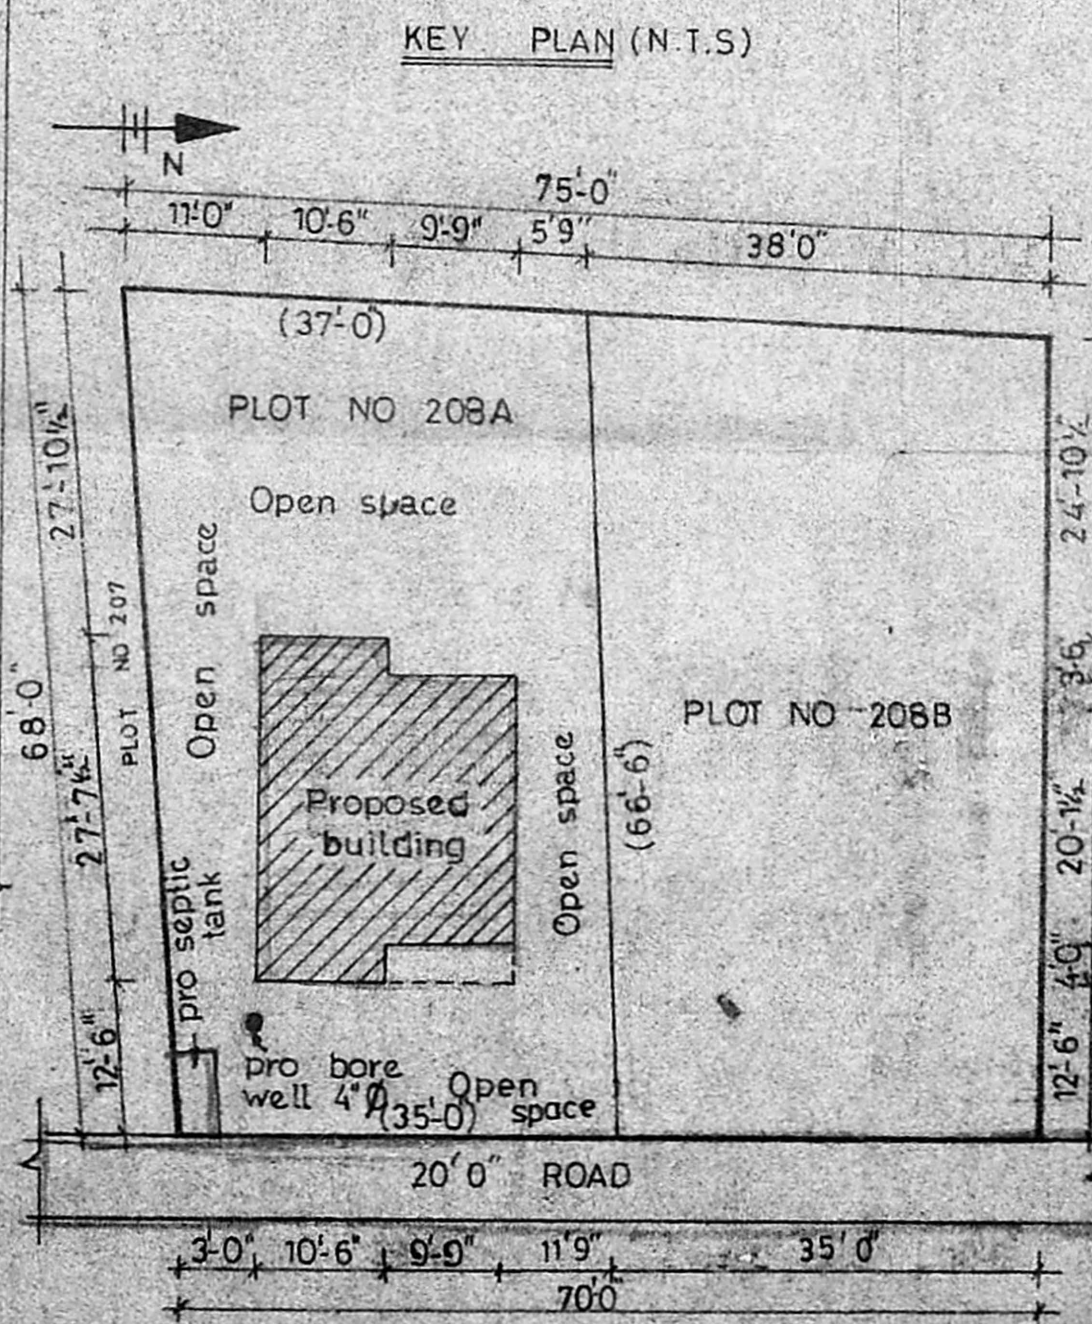 KEY PLAN (N.T.S)
N
75'-0"
11'-0" 10'-6" 9'-9" 5'9" 38'0"
(37'-0")
PLOT NO 208A
Open space
27'-10½"
68'-0"
27'-7½"
12'-6"
PLOT NO 207
Open space
pro septic
tank
Proposed
building
Open space
(66'-6")
PLOT NO 208B
24'-10½
3'-6
20'-1½"
4'-0"
12'-6"
pro bore
well 4"Ø
(35'-0)
Open
space
20'0" ROAD
3'-0" 10'-6" 9'-9" 11'9" 35'0"
70'0"